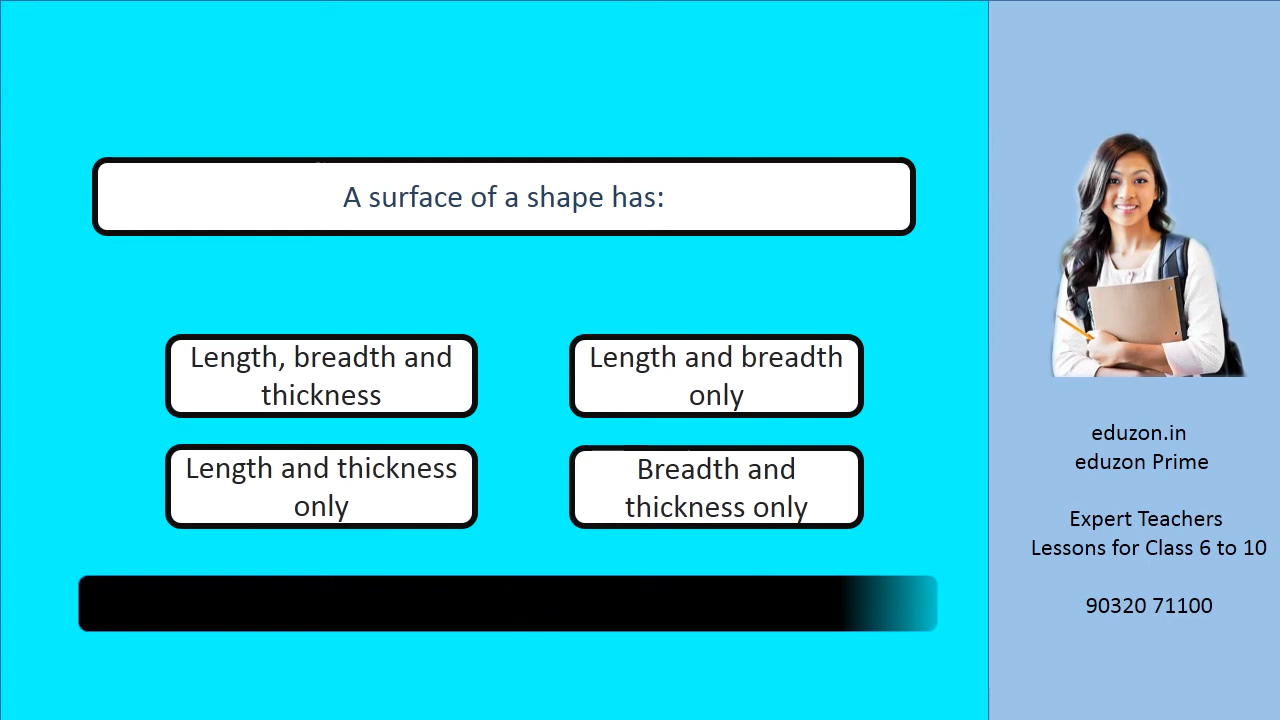 A surface of a shape has:
Length, breadth and
thickness
Length and breadth
only
Length and thickness
only
Breadth and
thickness only
eduzon.in
eduzon Prime
Expert Teachers
Lessons for Class 6 to 10
90320 71100